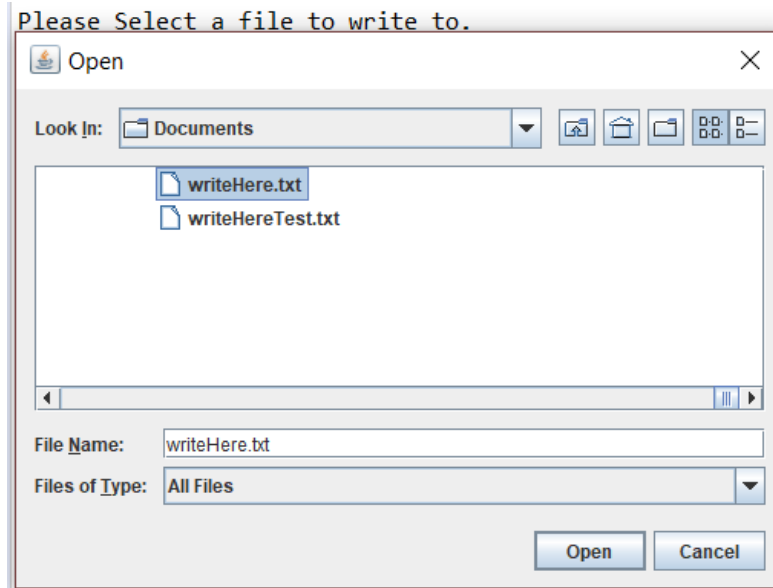 Please Select a file to write to.
Open
Look In: Documents
writeHere.txt
writeHereTest.txt
File Name: writeHere.txt
Files of Type: All Files
Open Cancel